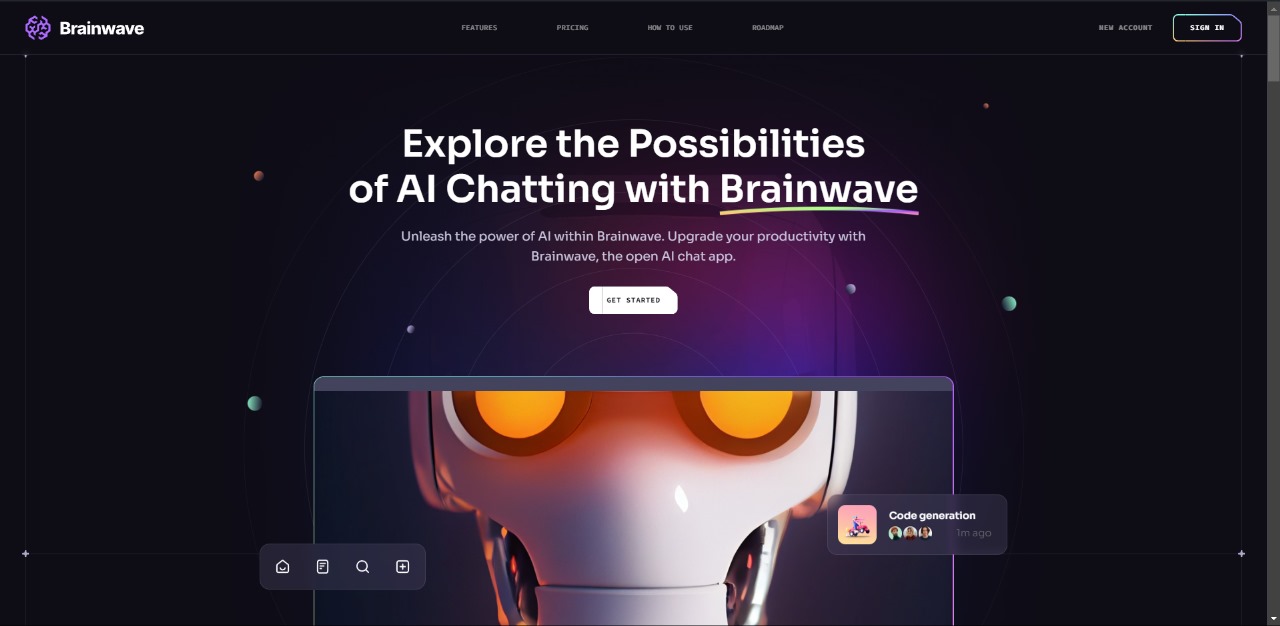 Brainwave
FEATURES
PRICING
HOW TO USE
ROADMAP
NEW ACCOUNT
SIGN IN
Explore the Possibilities
of AI Chatting with Brainwave
Unleash the power of AI within Brainwave. Upgrade your productivity with
Brainwave, the open AI chat app.
GET STARTED
Code generation
1m ago